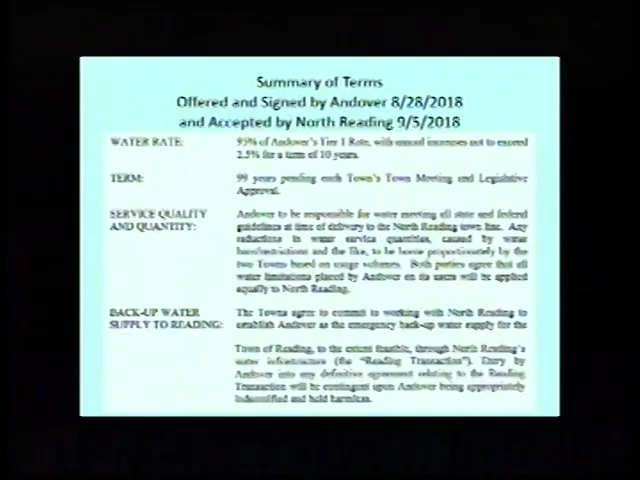 Summary of Terms
Offered and Signed by Andover 8/28/2018
and Accepted by North Reading 9/5/2018
WATER RATE: 95% of Andover's Tier 1 Rate, with annual increases not to exceed
2.5% for a term of 10 years.
TERM: 99 years pending each Town's Town Meeting and Legislative
Approval.
SERVICE QUALITY AND QUANTITY: Andover to be responsible for water meeting all state and federal
guidelines at time of delivery to the North Reading town line. Any
reductions in water service quantities, caused by water
bans/restrictions and the like, to be borne proportionately by the
two Towns based on usage volumes. Both parties agree that all
water limitations placed by Andover on its users will be applied
equally to North Reading.
BACK-UP WATER SUPPLY TO READING: The Towns agree to commit to working with North Reading to
establish Andover as the emergency back-up water supply for the
Town of Reading, to the extent feasible, through North Reading's
water infrastructure (the "Reading Transaction"). Entry by
Andover into any definitive agreement relating to the Reading
Transaction will be contingent upon Andover being appropriately
indemnified and held harmless.